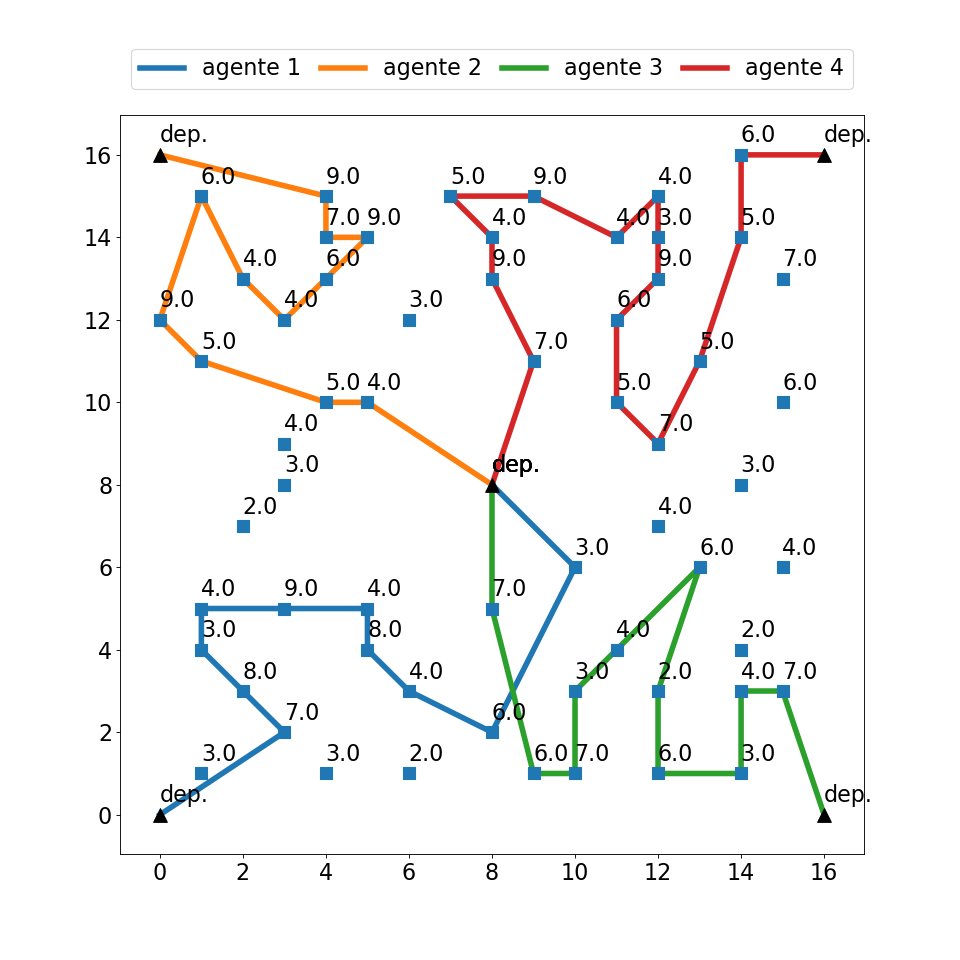 agente 1 agente 2 agente 3 agente 4
dep. 6.0 dep.
16
6.0 9.0 5.0 9.0 4.0
7.0 9.0 4.0 4.0 3.0 5.0
14
4.0 6.0 9.0 9.0 7.0
9.0 4.0 3.0 6.0
12
5.0 7.0 5.0
5.0 4.0 5.0 6.0
10
4.0 7.0
3.0 dep. 3.0
8
2.0 4.0
3.0 6.0 4.0
6
4.0 9.0 4.0 7.0
3.0 8.0 4.0 2.0
4
8.0 4.0 3.0 2.0 4.0 7.0
7.0 6.0
2
3.0 3.0 2.0 6.0 7.0 6.0 3.0
dep. dep.
0
0 2 4 6 8 10 12 14 16